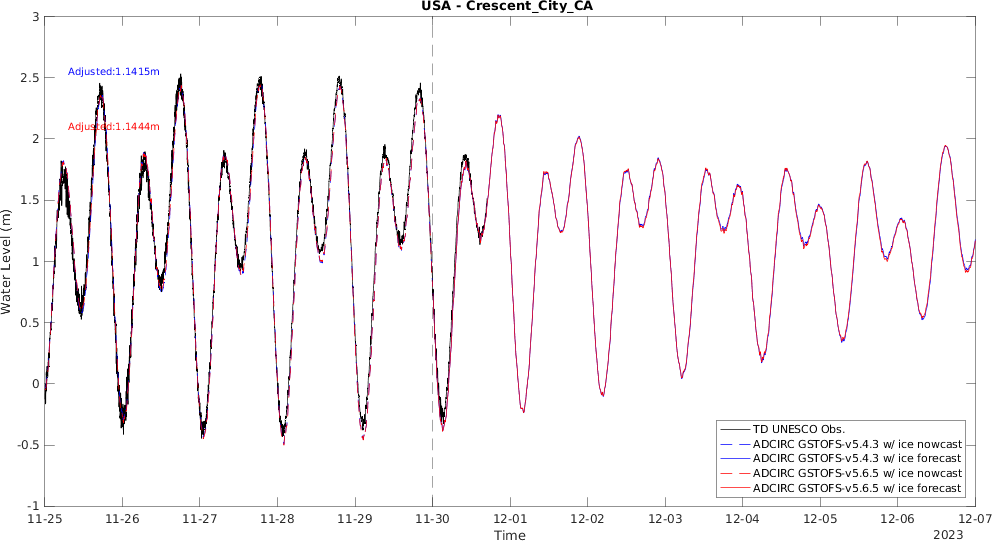 USA - Crescent_City_CA
3
2.5
2
1.5
1
0.5
0
-0.5
-1
Water Level (m)
Adjusted:1.1415m
Adjusted:1.1444m
TD UNESCO Obs.
ADCIRC GSTOFS-v5.4.3 w/ ice nowcast
ADCIRC GSTOFS-v5.4.3 w/ ice forecast
ADCIRC GSTOFS-v5.6.5 w/ ice nowcast
ADCIRC GSTOFS-v5.6.5 w/ ice forecast
11-25 11-26 11-27 11-28 11-29 11-30 12-01 12-02 12-03 12-04 12-05 12-06 12-07
Time
2023